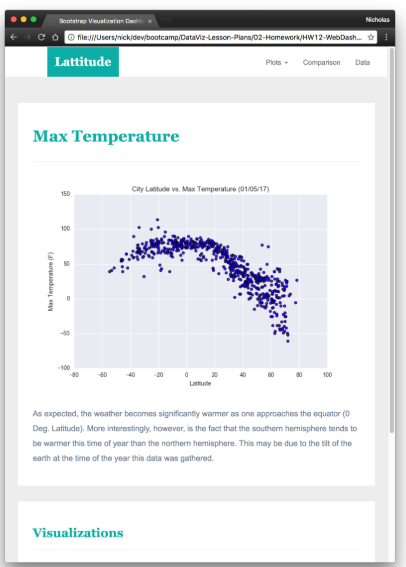 Bootstrap Visualization Dashbo
Nicholas
file:///Users/nick/dev/bootcamp/DataViz-Lesson-Plans/02-Homework/HW12-WebDash...
Lattitude
Plots
Comparison
Data
Max Temperature
City Latitude vs. Max Temperature (01/05/17)
150
100
50
0
−50
−100
Max Temperature (F)
−80 −60 −40 −20 0 20 40 60 80 100
Latitude
As expected, the weather becomes significantly warmer as one approaches the equator (0
Deg. Latitude). More interestingly, however, is the fact that the southern hemisphere tends to
be warmer this time of year than the northern hemisphere. This may be due to the tilt of the
earth at the time of the year this data was gathered.
Visualizations